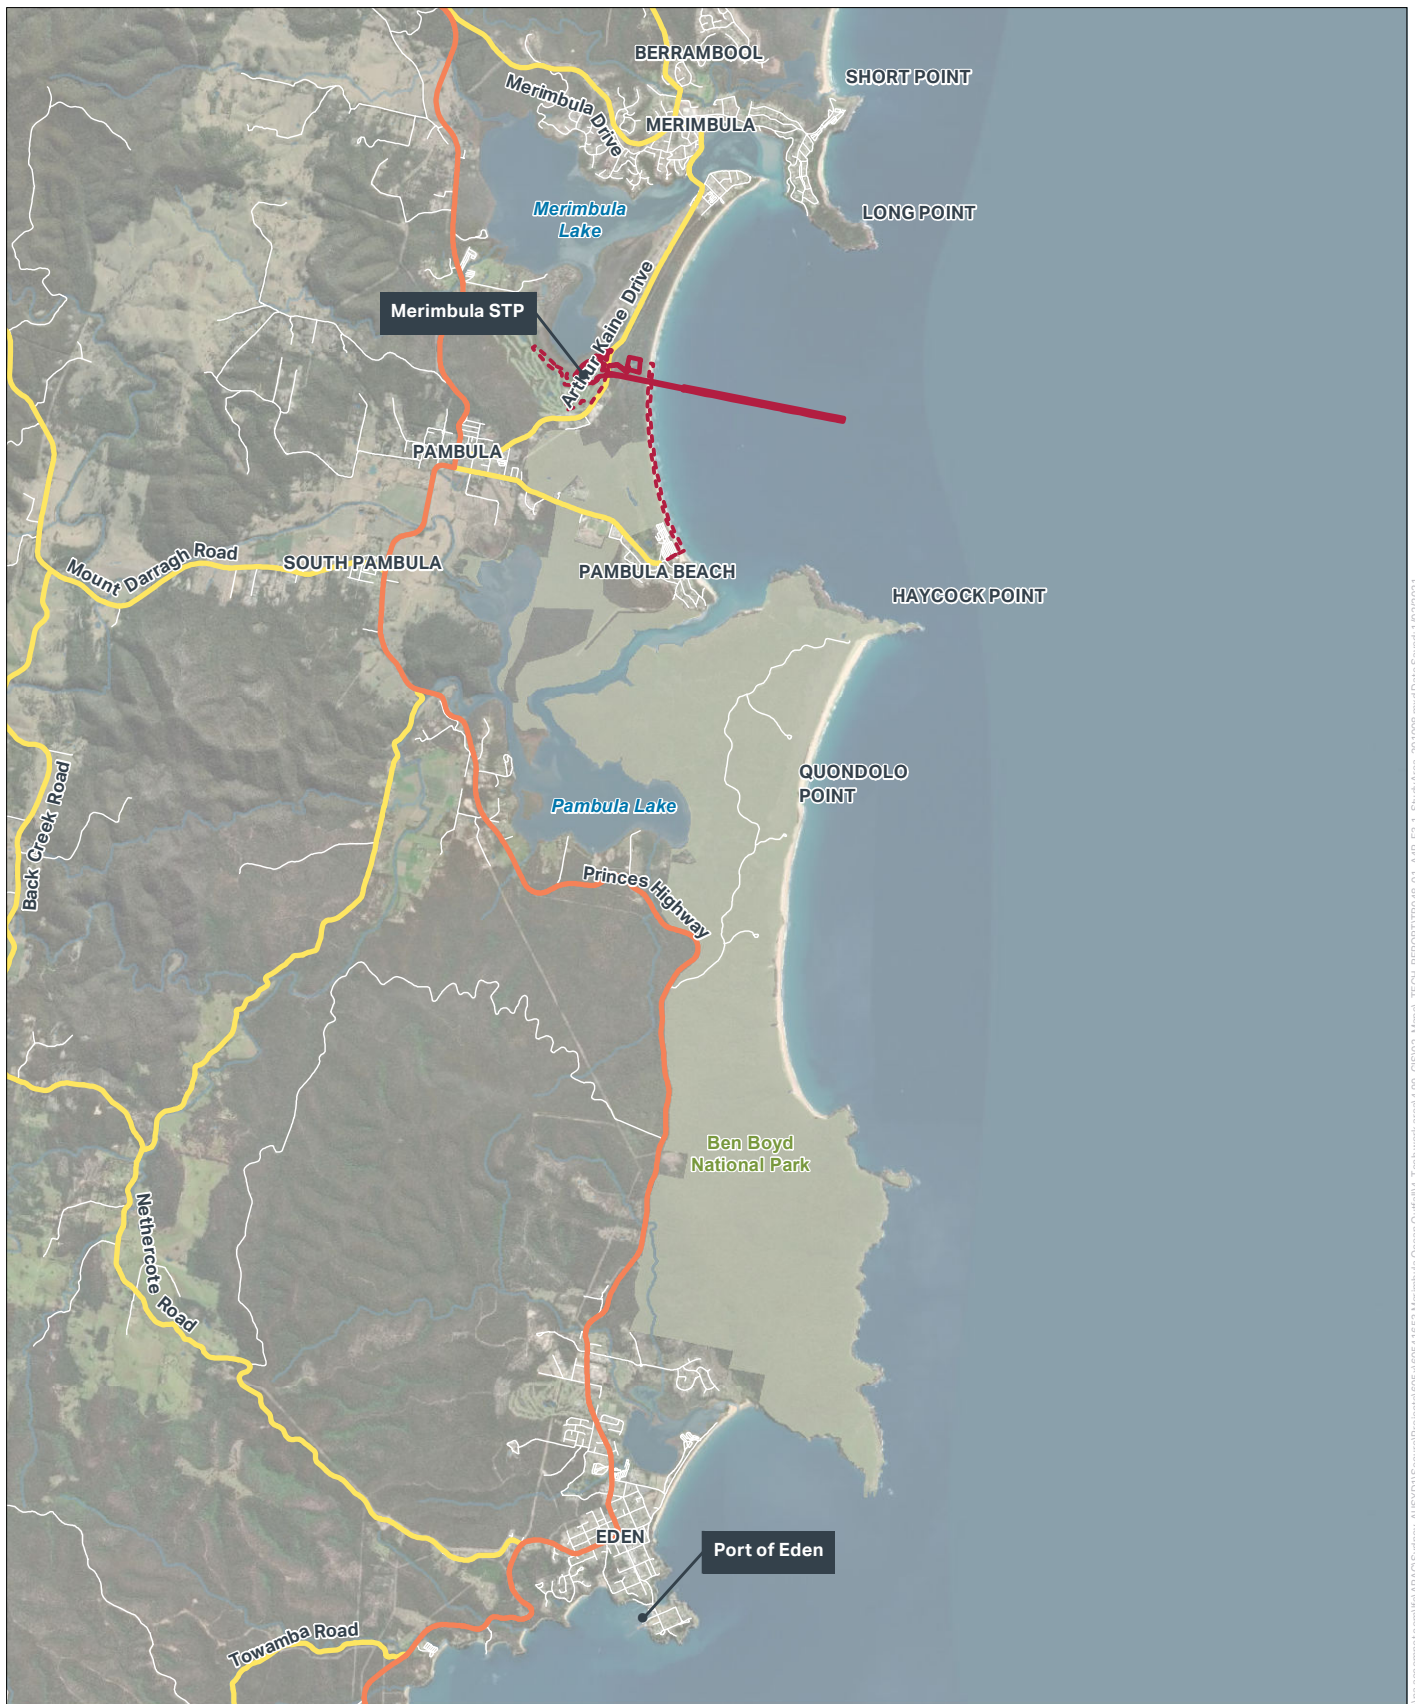 BERRAMBOOL
SHORT POINT
Merimbula Drive
MERIMBULA
Merimbula
Lake
LONG POINT
Arthur Kaine Drive
Merimbula STP
PAMBULA
Mount Darragh Road
SOUTH PAMBULA
PAMBULA BEACH
HAYCOCK POINT
Back Creek Road
QUONDOLO
POINT
Pambula Lake
Princes Highway
Ben Boyd
National Park
Nethercote Road
EDEN
Port of Eden
Towamba Road